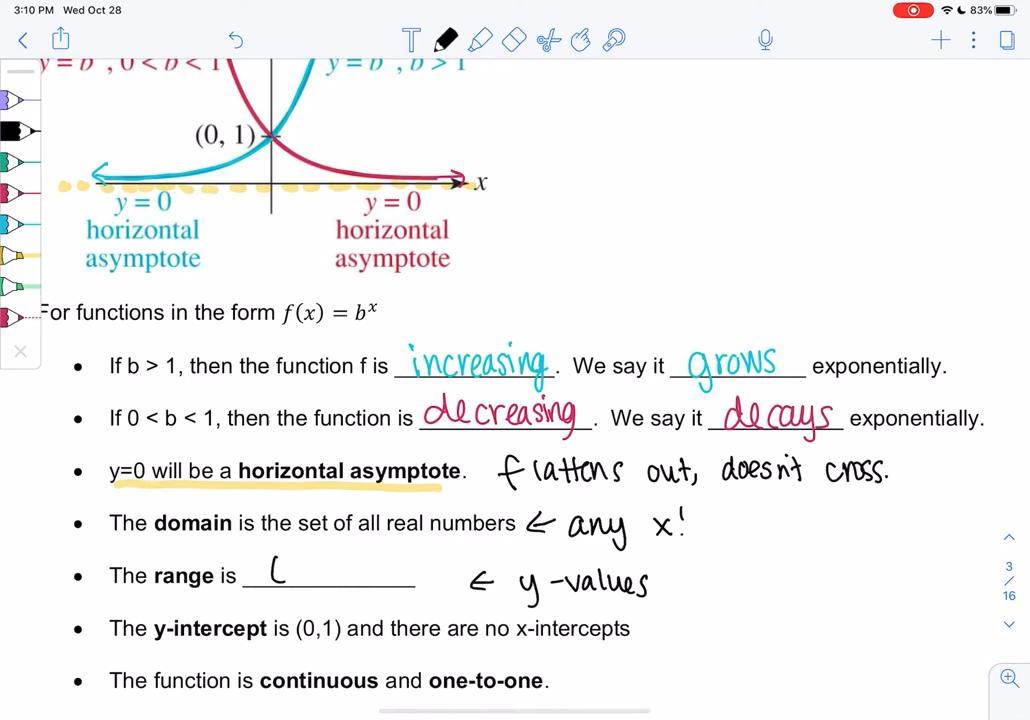 3:10 PM Wed Oct 28
83%
y = b , 0 < b < 1
y = b , b > 1
(0, 1)
x
y = 0
horizontal
asymptote
y = 0
horizontal
asymptote
For functions in the form f(x) = bˣ
• If b > 1, then the function f is increasing. We say it grows exponentially.
• If 0 < b < 1, then the function is decreasing. We say it decays exponentially.
• y=0 will be a horizontal asymptote. flattens out, doesn't cross.
• The domain is the set of all real numbers ← any x!
• The range is ( ← y-values
• The y-intercept is (0,1) and there are no x-intercepts
• The function is continuous and one-to-one.
3
/
16